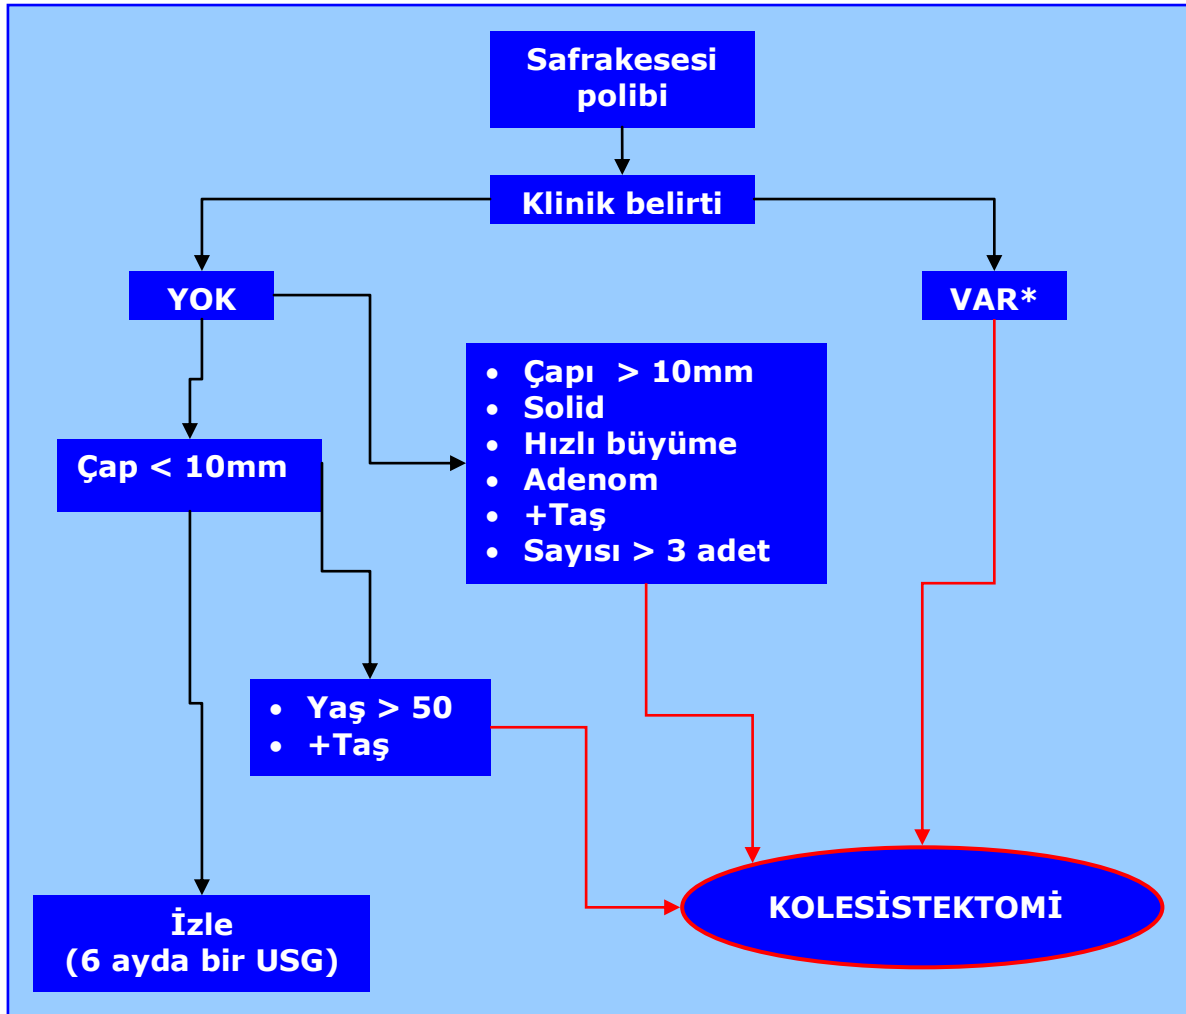 Safrakesesi
polibi
Klinik belirti
YOK
VAR*
• Çapı > 10mm
• Solid
• Hızlı büyüme
• Adenom
• +Taş
• Sayısı > 3 adet
Çap < 10mm
• Yaş > 50
• +Taş
İzle
(6 ayda bir USG)
KOLESİSTEKTOMİ